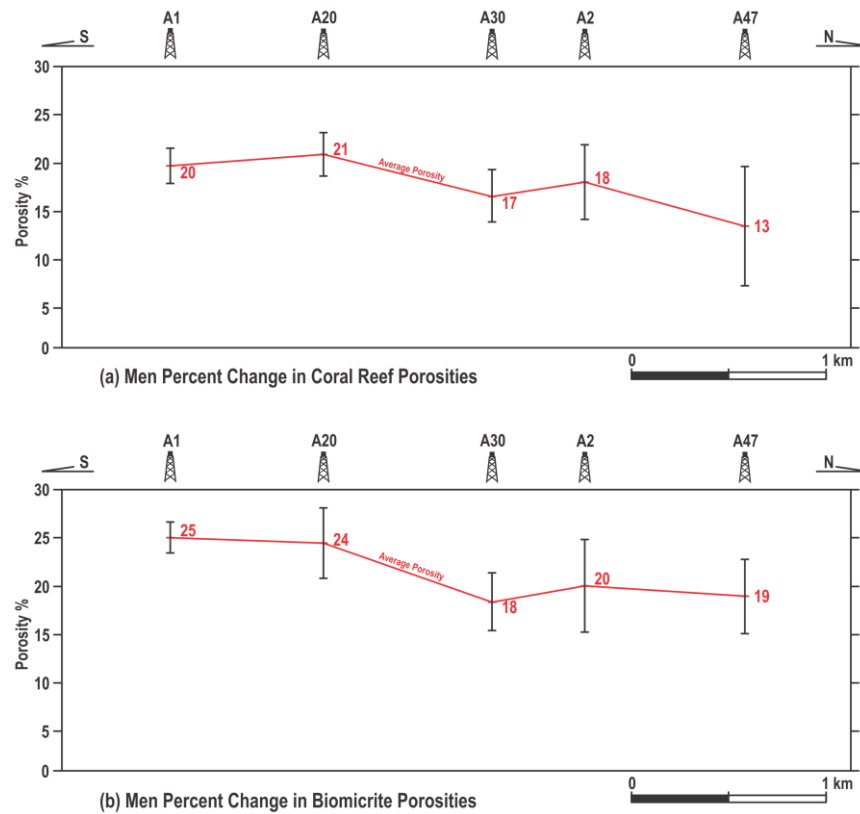 A1 A20 A30 A2 A47
S N
30
25
20
15
10
5
0
Porosity %
20
21
Average Porosity
17
18
13
(a) Men Percent Change in Coral Reef Porosities
0 1 km
A1 A20 A30 A2 A47
S N
30
25
20
15
10
5
0
Porosity %
25
24
Average Porosity
18
20
19
(b) Men Percent Change in Biomicrite Porosities
0 1 km